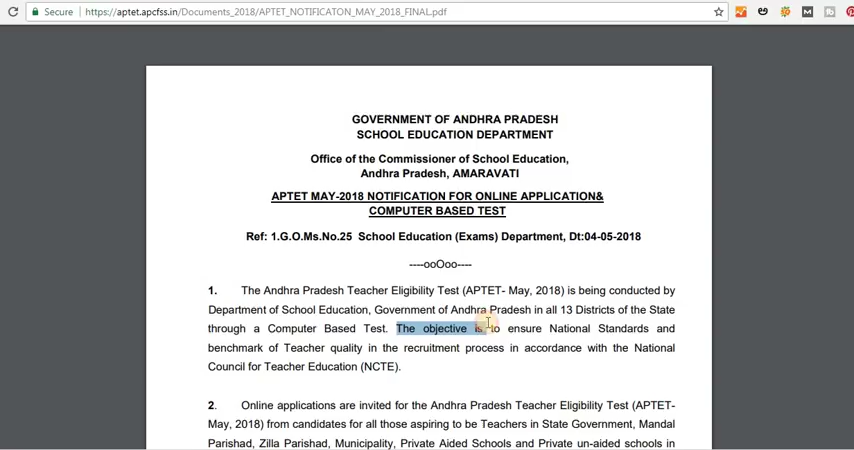 Secure https://aptet.apcfss.in/Documents_2018/APTET_NOTIFICATON_MAY_2018_FINAL.pdf
GOVERNMENT OF ANDHRA PRADESH
SCHOOL EDUCATION DEPARTMENT
Office of the Commissioner of School Education,
Andhra Pradesh, AMARAVATI
APTET MAY-2018 NOTIFICATION FOR ONLINE APPLICATION&
COMPUTER BASED TEST
Ref: 1.G.O.Ms.No.25 School Education (Exams) Department, Dt:04-05-2018
----ooOoo----
1. The Andhra Pradesh Teacher Eligibility Test (APTET- May, 2018) is being conducted by
Department of School Education, Government of Andhra Pradesh in all 13 Districts of the State
through a Computer Based Test. The objective is to ensure National Standards and
benchmark of Teacher quality in the recruitment process in accordance with the National
Council for Teacher Education (NCTE).
2. Online applications are invited for the Andhra Pradesh Teacher Eligibility Test (APTET-
May, 2018) from candidates for all those aspiring to be Teachers in State Government, Mandal
Parishad, Zilla Parishad, Municipality, Private Aided Schools and Private un-aided schools in